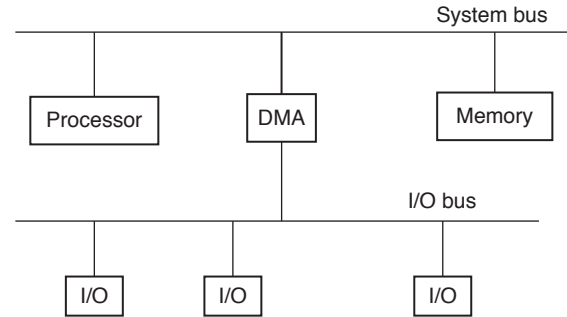 System bus
Processor
DMA
Memory
I/O bus
I/O
I/O
I/O